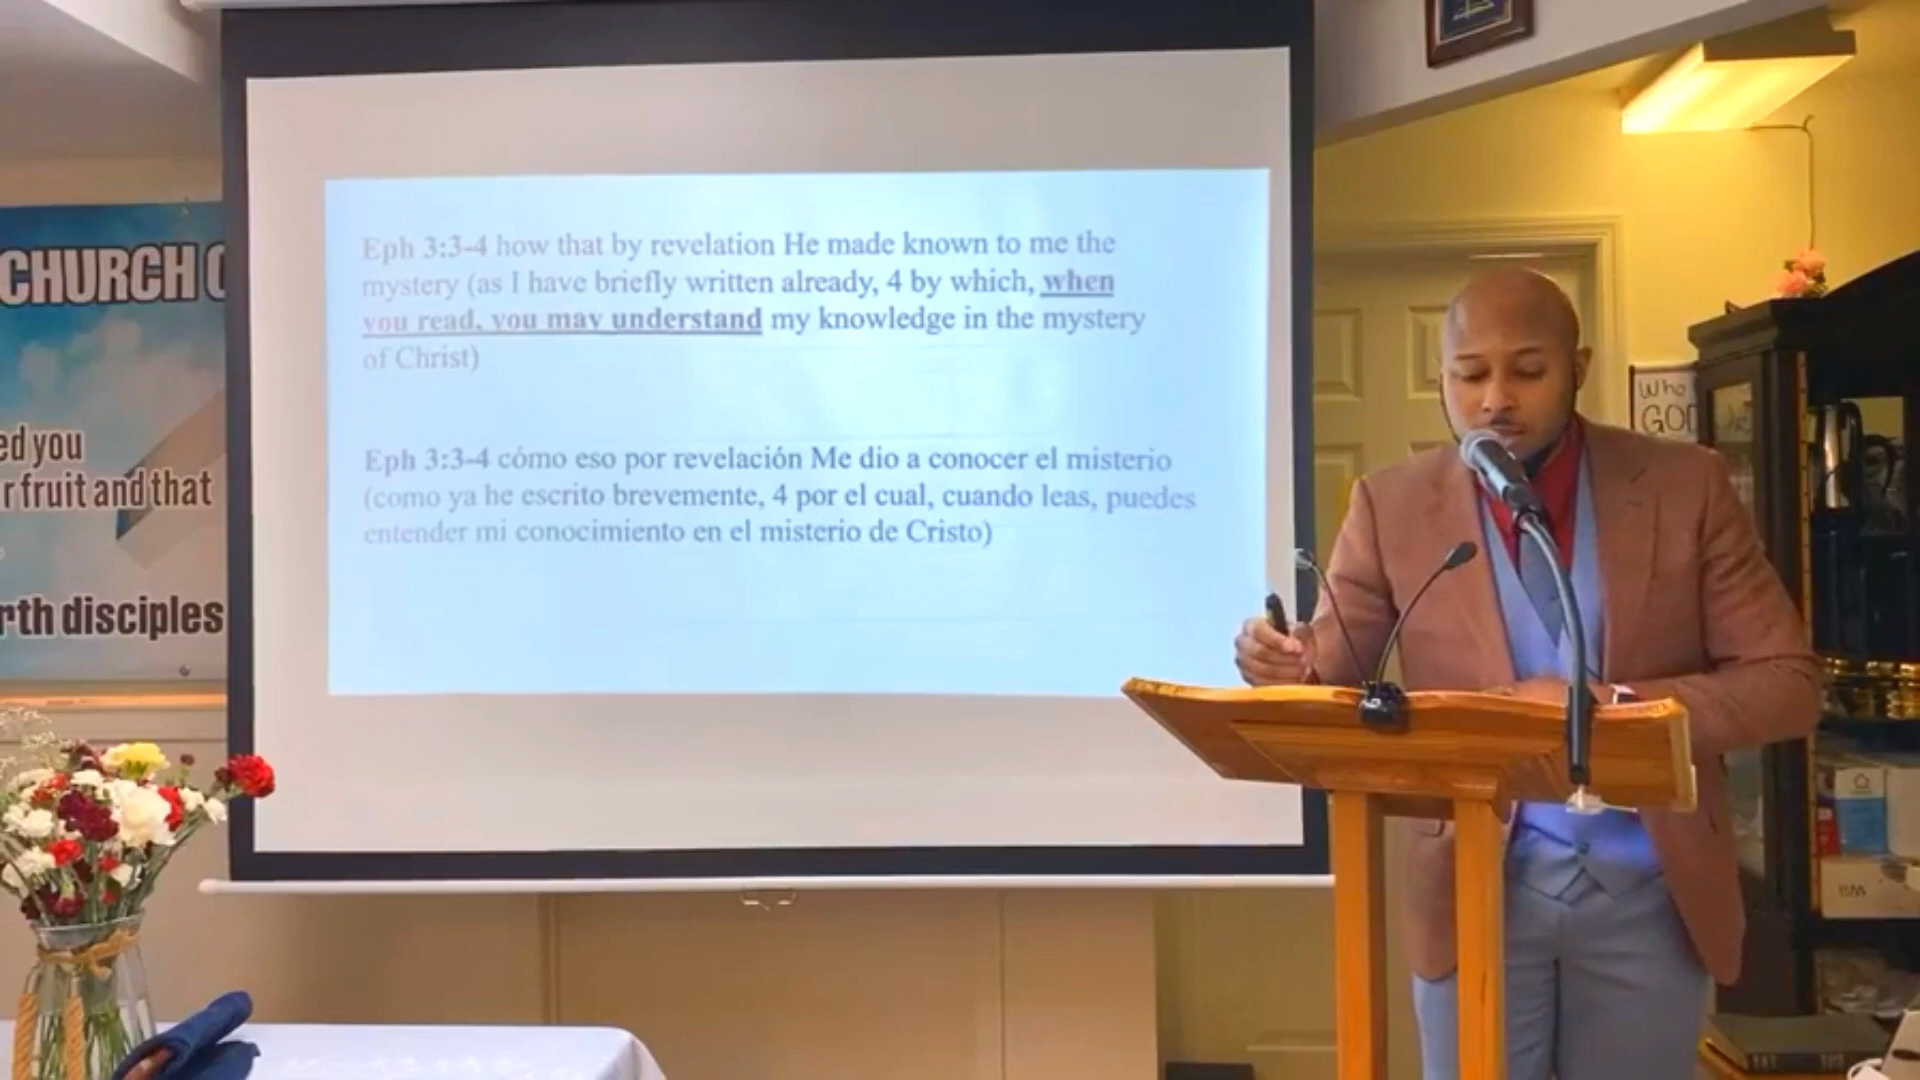 CHURCH
ed you
r fruit and that
rth disciples
Eph 3:3-4 how that by revelation He made known to me the
mystery (as I have briefly written already, 4 by which, when
you read, you may understand my knowledge in the mystery
of Christ)
Eph 3:3-4 cómo eso por revelación Me dio a conocer el misterio
(como ya he escrito brevemente, 4 por el cual, cuando leas, puedes
entender mi conocimiento en el misterio de Cristo)
Who
GOD